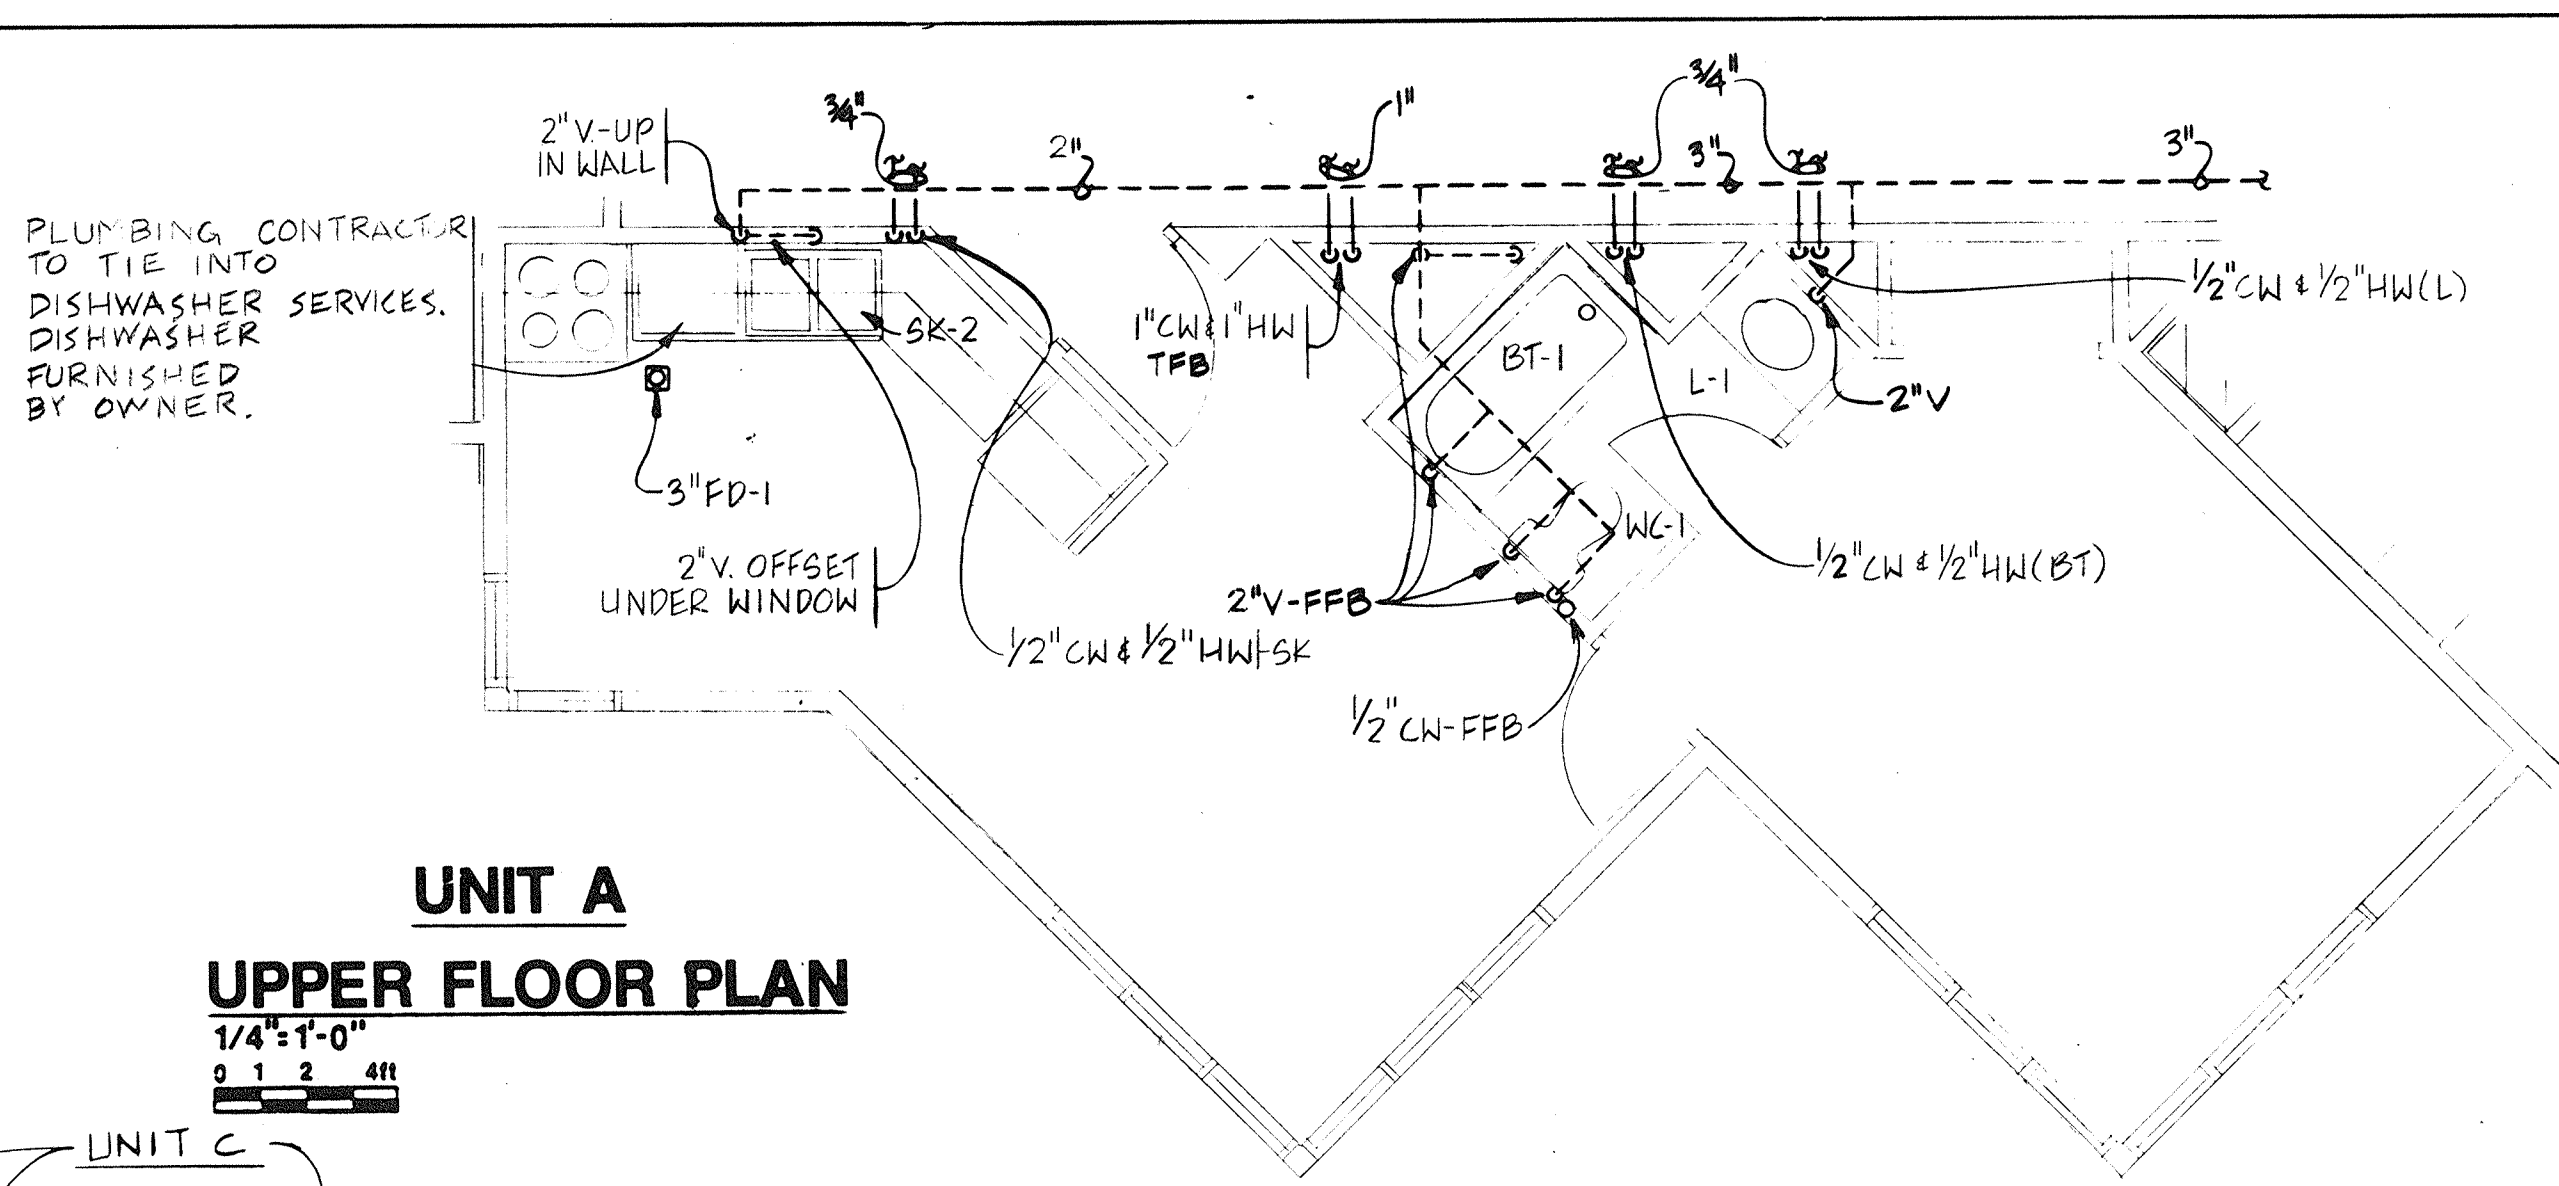 3/4"
1"
3/4"
2" V.-UP
IN WALL
2"
3"
3"
PLUMBING CONTRACTOR
TO TIE INTO
DISHWASHER SERVICES.
DISHWASHER
FURNISHED
BY OWNER.
SK-2
1"CW & 1"HW
TFB
BT-1
L-1
1/2"CW & 1/2"HW(L)
2"V
3"FD-1
WC-1
2"V. OFFSET
UNDER WINDOW
2"V-FFB
1/2"CW & 1/2"HW(BT)
1/2"CW & 1/2"HW-SK
1/2"CW-FFB
UNIT A
UPPER FLOOR PLAN
1/4"=1'-0"
0 1 2 4ft
UNIT C